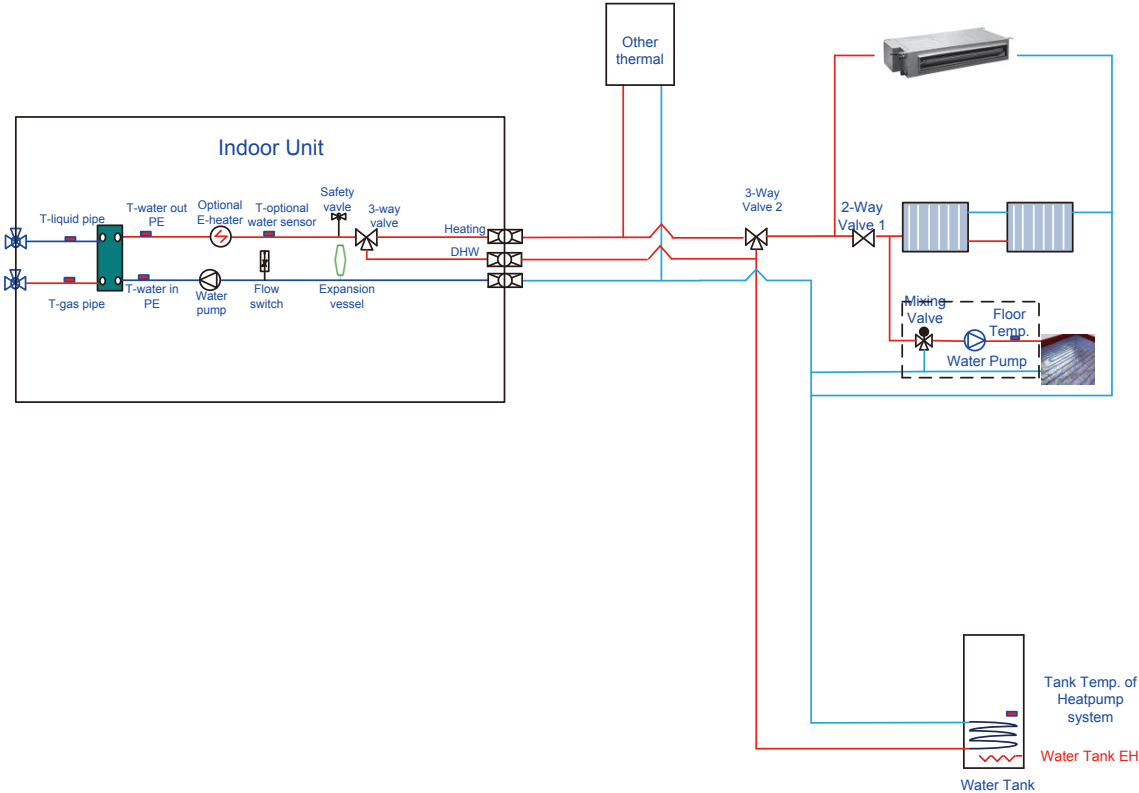 Other
thermal
Indoor Unit
Safety
vavle
3-way
valve
T-liquid pipe
T-water out
PE
Optional
E-heater
T-optional
water sensor
Heating
DHW
T-gas pipe
T-water in
PE
Water
pump
Flow
switch
Expansion
vessel
3-Way
Valve 2
2-Way
Valve 1
Mixing
Valve
Floor
Temp.
Water Pump
Tank Temp. of
Heatpump
system
Water Tank EH
Water Tank